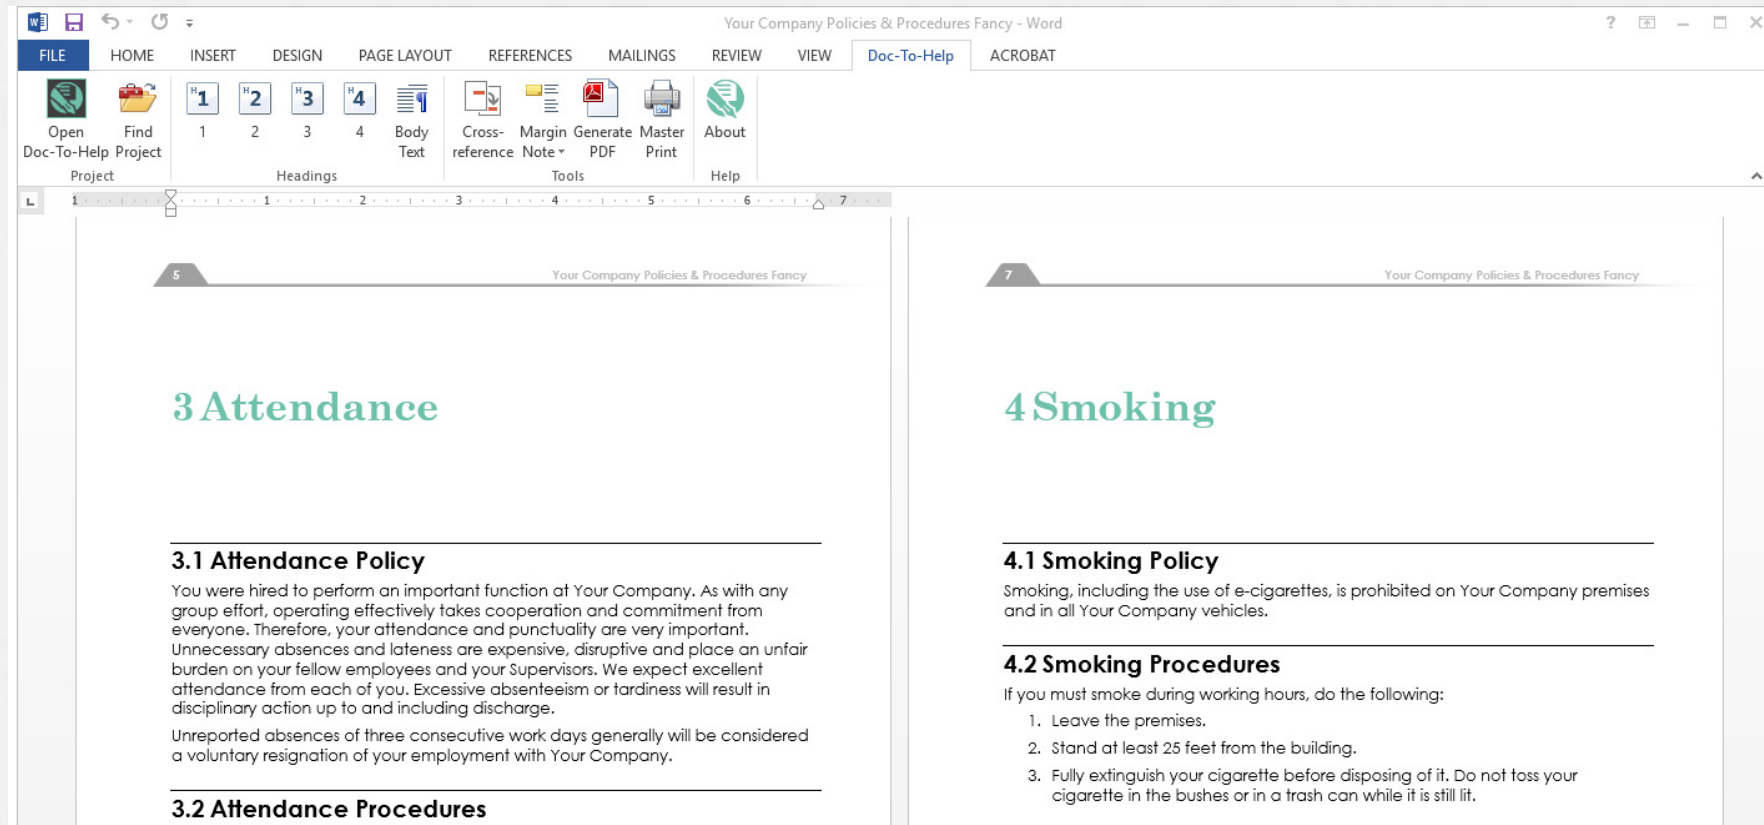 Your Company Policies & Procedures Fancy - Word
FILE HOME INSERT DESIGN PAGE LAYOUT REFERENCES MAILINGS REVIEW VIEW Doc-To-Help ACROBAT
Open Doc-To-Help
Find Project
Project
H1 1
H2 2
H3 3
H4 4
Body Text
Headings
Cross-reference
Margin Note
Generate PDF
Master Print
Tools
About
Help
1 1 2 3 4 5 6 7
5 Your Company Policies & Procedures Fancy
3 Attendance
3.1 Attendance Policy
You were hired to perform an important function at Your Company. As with any
group effort, operating effectively takes cooperation and commitment from
everyone. Therefore, your attendance and punctuality are very important.
Unnecessary absences and lateness are expensive, disruptive and place an unfair
burden on your fellow employees and your Supervisors. We expect excellent
attendance from each of you. Excessive absenteeism or tardiness will result in
disciplinary action up to and including discharge.
Unreported absences of three consecutive work days generally will be considered
a voluntary resignation of your employment with Your Company.
3.2 Attendance Procedures
7 Your Company Policies & Procedures Fancy
4 Smoking
4.1 Smoking Policy
Smoking, including the use of e-cigarettes, is prohibited on Your Company premises
and in all Your Company vehicles.
4.2 Smoking Procedures
If you must smoke during working hours, do the following:
1. Leave the premises.
2. Stand at least 25 feet from the building.
3. Fully extinguish your cigarette before disposing of it. Do not toss your
cigarette in the bushes or in a trash can while it is still lit.